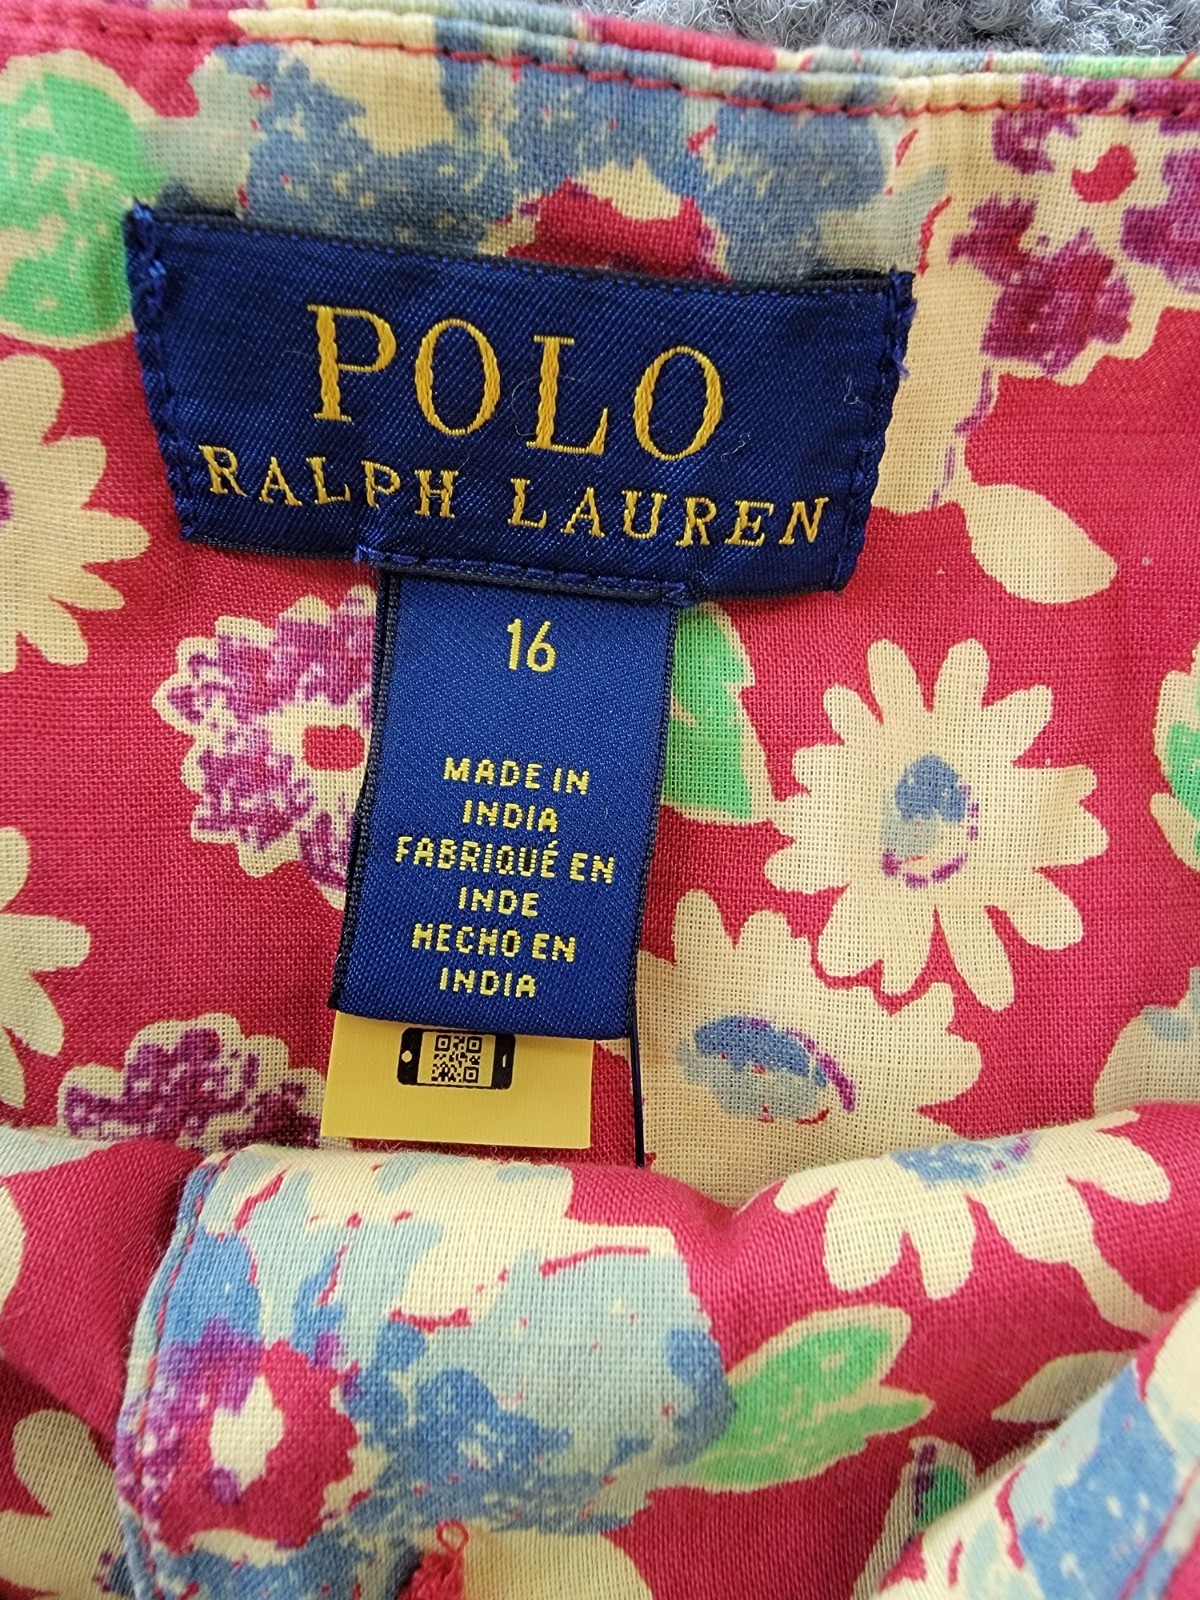 POLO
RALPH LAUREN
16
MADE IN
INDIA
FABRIQUÉ EN
INDE
HECHO EN
INDIA